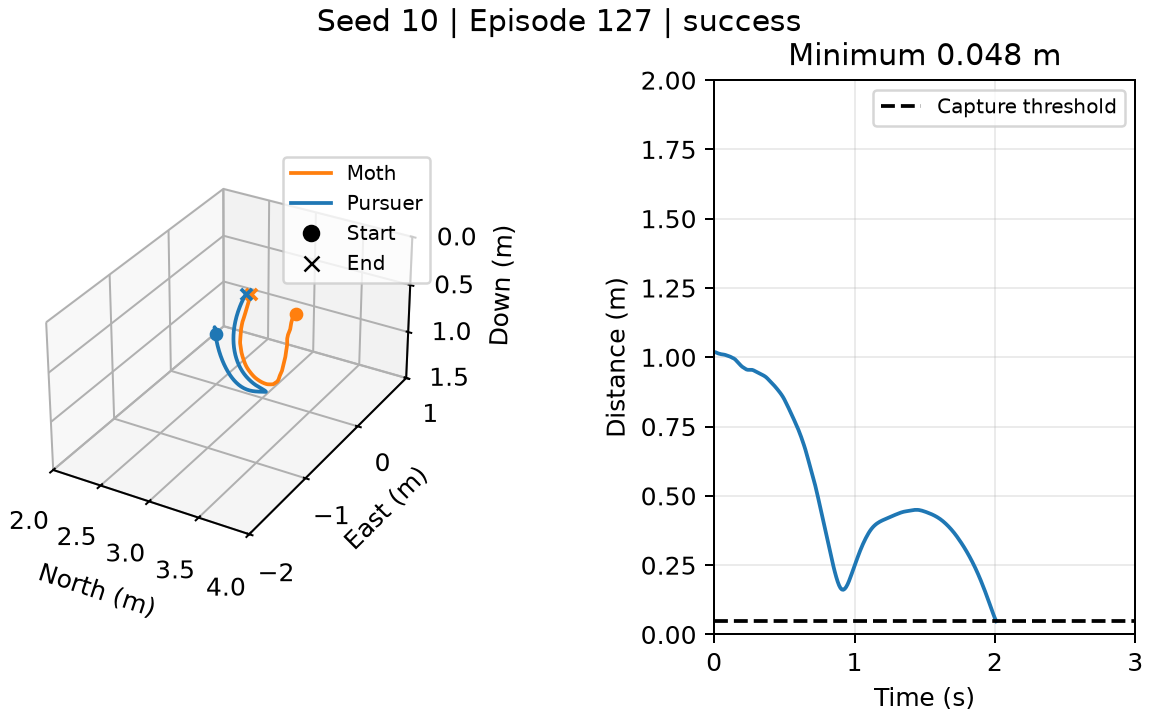 Seed 10 | Episode 127 | success
Moth
Pursuer
Start
End
0.0
0.5
1.0
1.5
Down (m)
1
0
−1
−2
East (m)
2.0
2.5
3.0
3.5
4.0
North (m)
Minimum 0.048 m
Capture threshold
2.00
1.75
1.50
1.25
1.00
0.75
0.50
0.25
0.00
Distance (m)
0
1
2
3
Time (s)